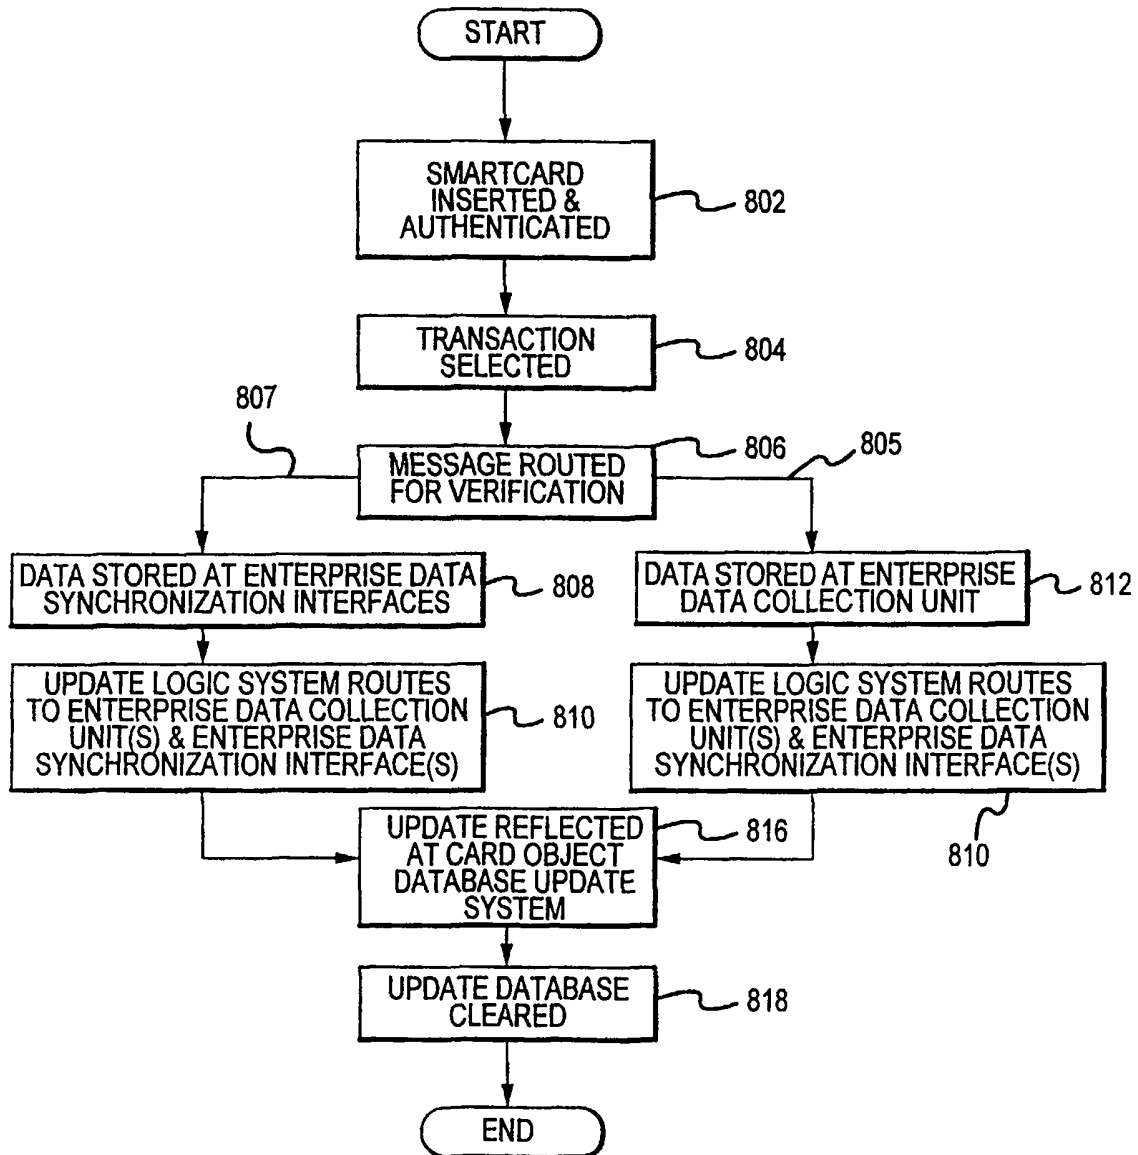 START
SMARTCARD
INSERTED &
AUTHENTICATED
802
TRANSACTION
SELECTED
804
807
MESSAGE ROUTED
FOR VERIFICATION
806
805
DATA STORED AT ENTERPRISE DATA
SYNCHRONIZATION INTERFACES
808
DATA STORED AT ENTERPRISE
DATA COLLECTION UNIT
812
UPDATE LOGIC SYSTEM ROUTES
TO ENTERPRISE DATA COLLECTION
UNIT(S) & ENTERPRISE DATA
SYNCHRONIZATION INTERFACE(S)
810
UPDATE LOGIC SYSTEM ROUTES
TO ENTERPRISE DATA COLLECTION
UNIT(S) & ENTERPRISE DATA
SYNCHRONIZATION INTERFACE(S)
810
UPDATE REFLECTED
AT CARD OBJECT
DATABASE UPDATE
SYSTEM
816
UPDATE DATABASE
CLEARED
818
END